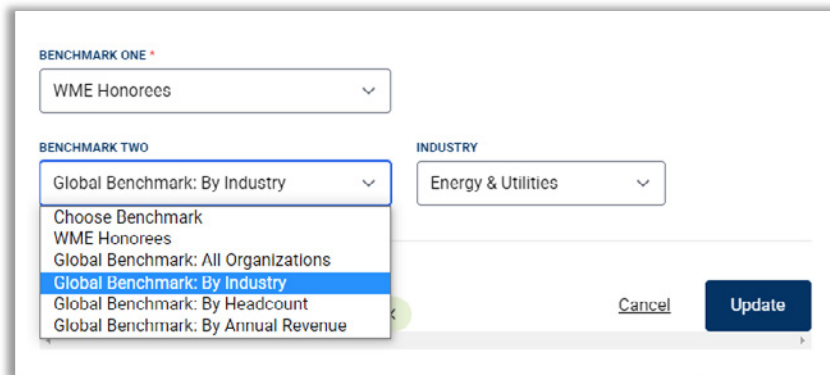 BENCHMARK ONE *
WME Honorees
BENCHMARK TWO
INDUSTRY
Global Benchmark: By Industry
Energy & Utilities
Choose Benchmark
WME Honorees
Global Benchmark: All Organizations
Global Benchmark: By Industry
Global Benchmark: By Headcount
Global Benchmark: By Annual Revenue
Cancel
Update